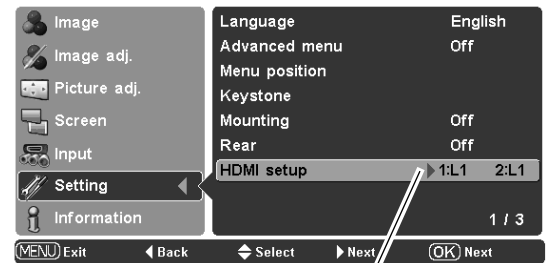 Image
Image adj.
Picture adj.
Screen
Input
Setting
Information
Language English
Advanced menu Off
Menu position
Keystone
Mounting Off
Rear Off
HDMI setup 1:L1 2:L1
1 / 3
MENU Exit Back Select Next OK Next